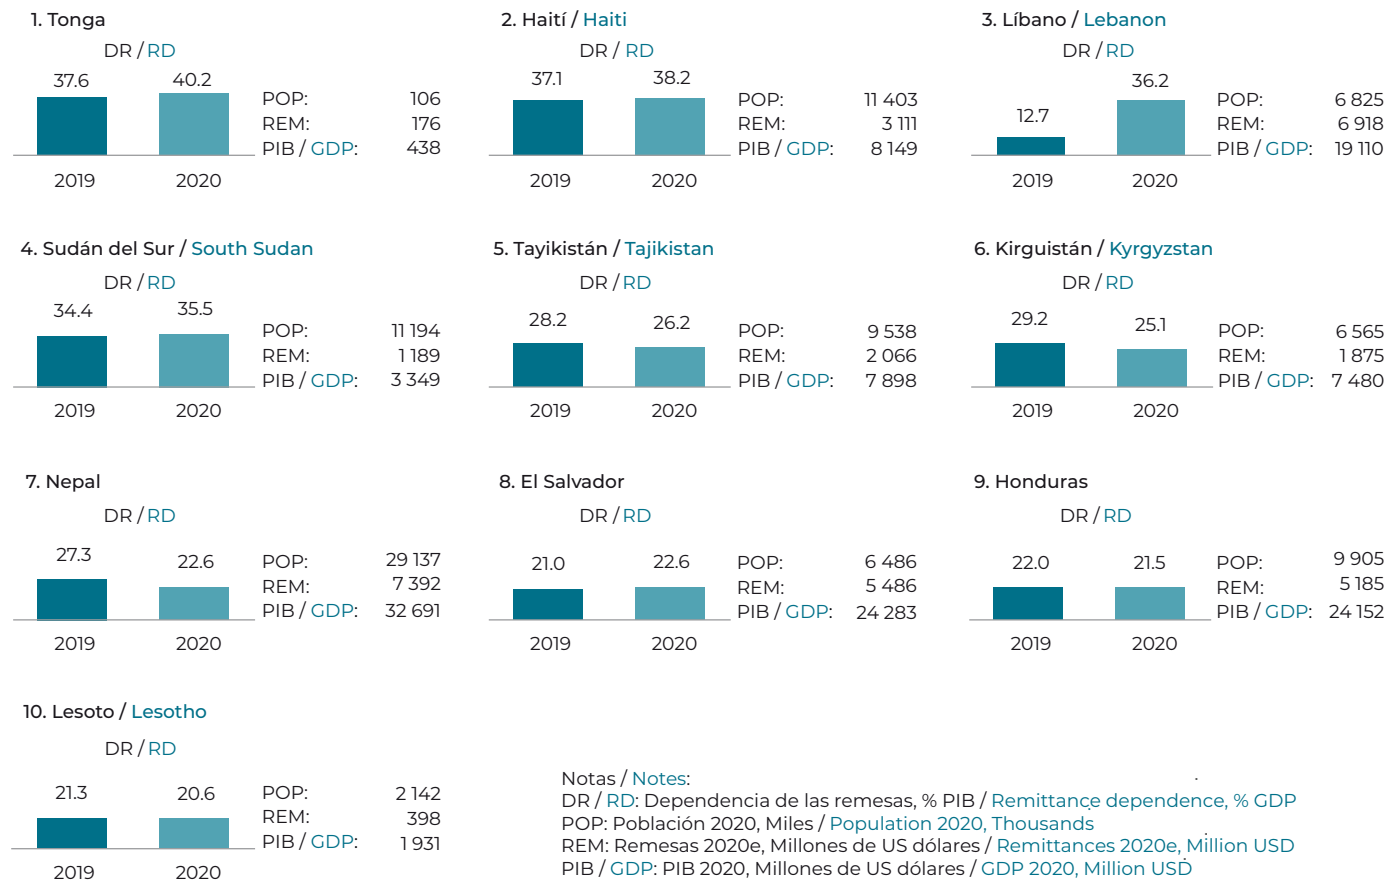 1. Tonga
DR / RD
37.6 40.2
POP: 106
REM: 176
PIB / GDP: 438
2019 2020
2. Haití / Haiti
DR / RD
37.1 38.2
POP: 11 403
REM: 3 111
PIB / GDP: 8 149
2019 2020
3. Líbano / Lebanon
DR / RD
12.7 36.2
POP: 6 825
REM: 6 918
PIB / GDP: 19 110
2019 2020
4. Sudán del Sur / South Sudan
DR / RD
34.4 35.5
POP: 11 194
REM: 1 189
PIB / GDP: 3 349
2019 2020
5. Tayikistán / Tajikistan
DR / RD
28.2 26.2
POP: 9 538
REM: 2 066
PIB / GDP: 7 898
2019 2020
6. Kirguistán / Kyrgyzstan
DR / RD
29.2 25.1
POP: 6 565
REM: 1 875
PIB / GDP: 7 480
2019 2020
7. Nepal
DR / RD
27.3 22.6
POP: 29 137
REM: 7 392
PIB / GDP: 32 691
2019 2020
8. El Salvador
DR / RD
21.0 22.6
POP: 6 486
REM: 5 486
PIB / GDP: 24 283
2019 2020
9. Honduras
DR / RD
22.0 21.5
POP: 9 905
REM: 5 185
PIB / GDP: 24 152
2019 2020
10. Lesoto / Lesotho
DR / RD
21.3 20.6
POP: 2 142
REM: 398
PIB / GDP: 1 931
2019 2020
Notas / Notes:
DR / RD: Dependencia de las remesas, % PIB / Remittance dependence, % GDP
POP: Población 2020, Miles / Population 2020, Thousands
REM: Remesas 2020e, Millones de US dólares / Remittances 2020e, Million USD
PIB / GDP: PIB 2020, Millones de US dólares / GDP 2020, Million USD